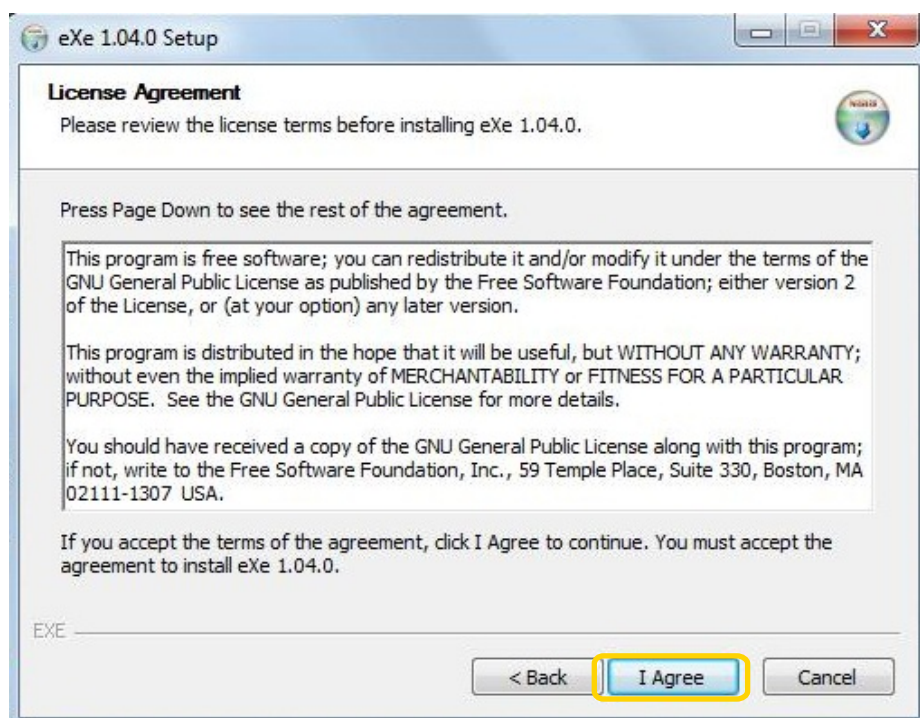 eXe 1.04.0 Setup
License Agreement
Please review the license terms before installing eXe 1.04.0.
Press Page Down to see the rest of the agreement.
This program is free software; you can redistribute it and/or modify it under the terms of the
GNU General Public License as published by the Free Software Foundation; either version 2
of the License, or (at your option) any later version.
This program is distributed in the hope that it will be useful, but WITHOUT ANY WARRANTY;
without even the implied warranty of MERCHANTABILITY or FITNESS FOR A PARTICULAR
PURPOSE.  See the GNU General Public License for more details.
You should have received a copy of the GNU General Public License along with this program;
if not, write to the Free Software Foundation, Inc., 59 Temple Place, Suite 330, Boston, MA
02111-1307 USA.
If you accept the terms of the agreement, click I Agree to continue. You must accept the
agreement to install eXe 1.04.0.
EXE
< Back
I Agree
Cancel